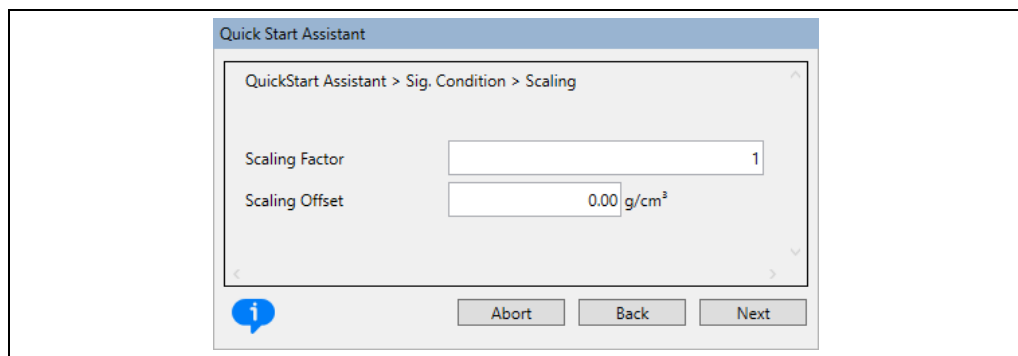 Quick Start Assistant
QuickStart Assistant > Sig. Condition > Scaling
Scaling Factor 1
Scaling Offset 0.00 g/cm³
Abort Back Next